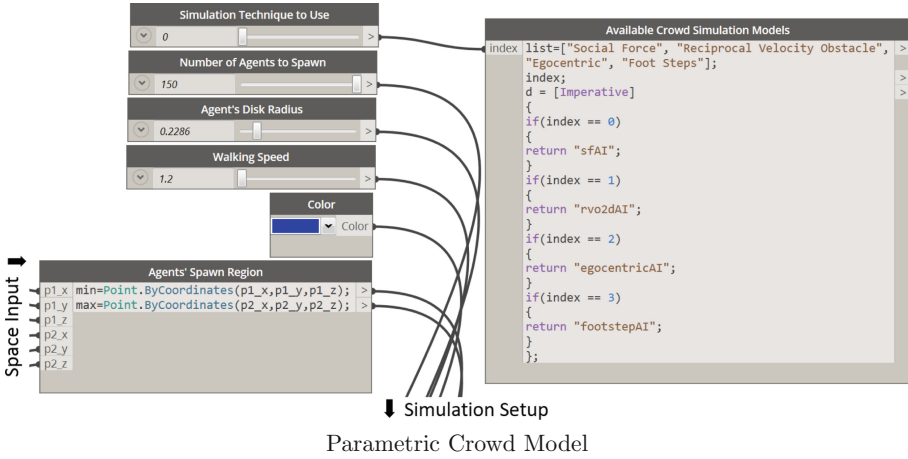 Simulation Technique to Use
0
>
Number of Agents to Spawn
150
>
Agent's Disk Radius
0.2286
>
Walking Speed
1.2
>
Color
Color
Agents' Spawn Region
p1_x min=Point.ByCoordinates(p1_x,p1_y,p1_z); >
p1_y max=Point.ByCoordinates(p2_x,p2_y,p2_z); >
p1_z
p2_x
p2_y
p2_z
Space Input
Available Crowd Simulation Models
index list=["Social Force", "Reciprocal Velocity Obstacle", >
"Egocentric", "Foot Steps"];
index; >
d = [Imperative] >
{
if(index == 0)
{
return "sfAI";
}
if(index == 1)
{
return "rvo2dAI";
}
if(index == 2)
{
return "egocentricAI";
}
if(index == 3)
{
return "footstepAI";
}
};
Simulation Setup
Parametric Crowd Model